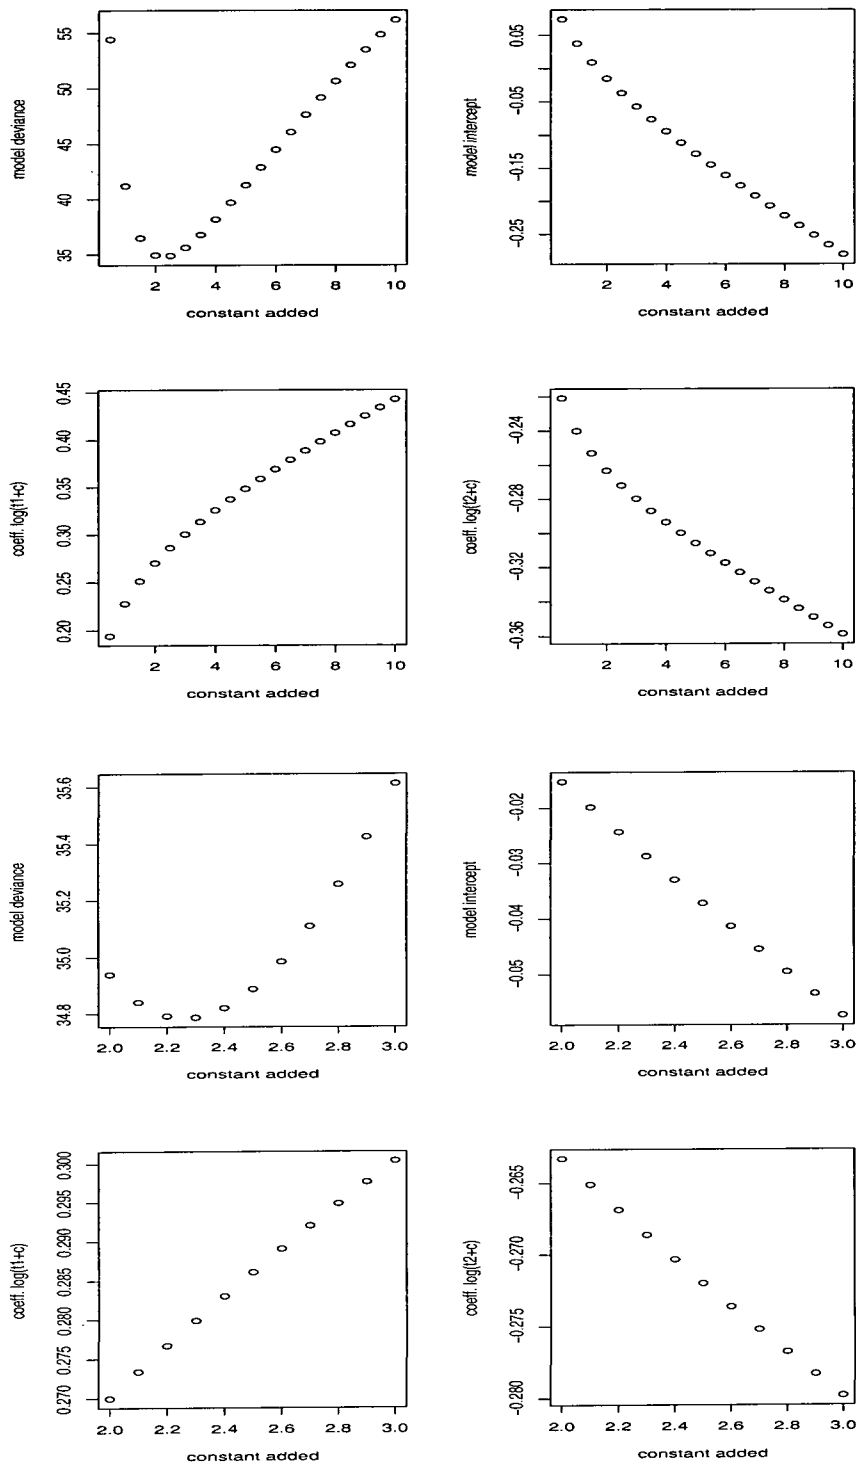 model deviance
55
50
45
40
35
2 4 6 8 10
constant added
model intercept
0.05
-0.05
-0.15
-0.25
2 4 6 8 10
constant added
coeff. log(t1+c)
0.45
0.40
0.35
0.30
0.25
0.20
2 4 6 8 10
constant added
coeff. log(t2+c)
-0.24
-0.28
-0.32
-0.36
2 4 6 8 10
constant added
model deviance
35.6
35.4
35.2
35.0
34.8
2.0 2.2 2.4 2.6 2.8 3.0
constant added
model intercept
-0.02
-0.03
-0.04
-0.05
2.0 2.2 2.4 2.6 2.8 3.0
constant added
coeff. log(t1+c)
0.300
0.295
0.290
0.285
0.280
0.275
0.270
2.0 2.2 2.4 2.6 2.8 3.0
constant added
coeff. log(t2+c)
-0.265
-0.270
-0.275
-0.280
2.0 2.2 2.4 2.6 2.8 3.0
constant added